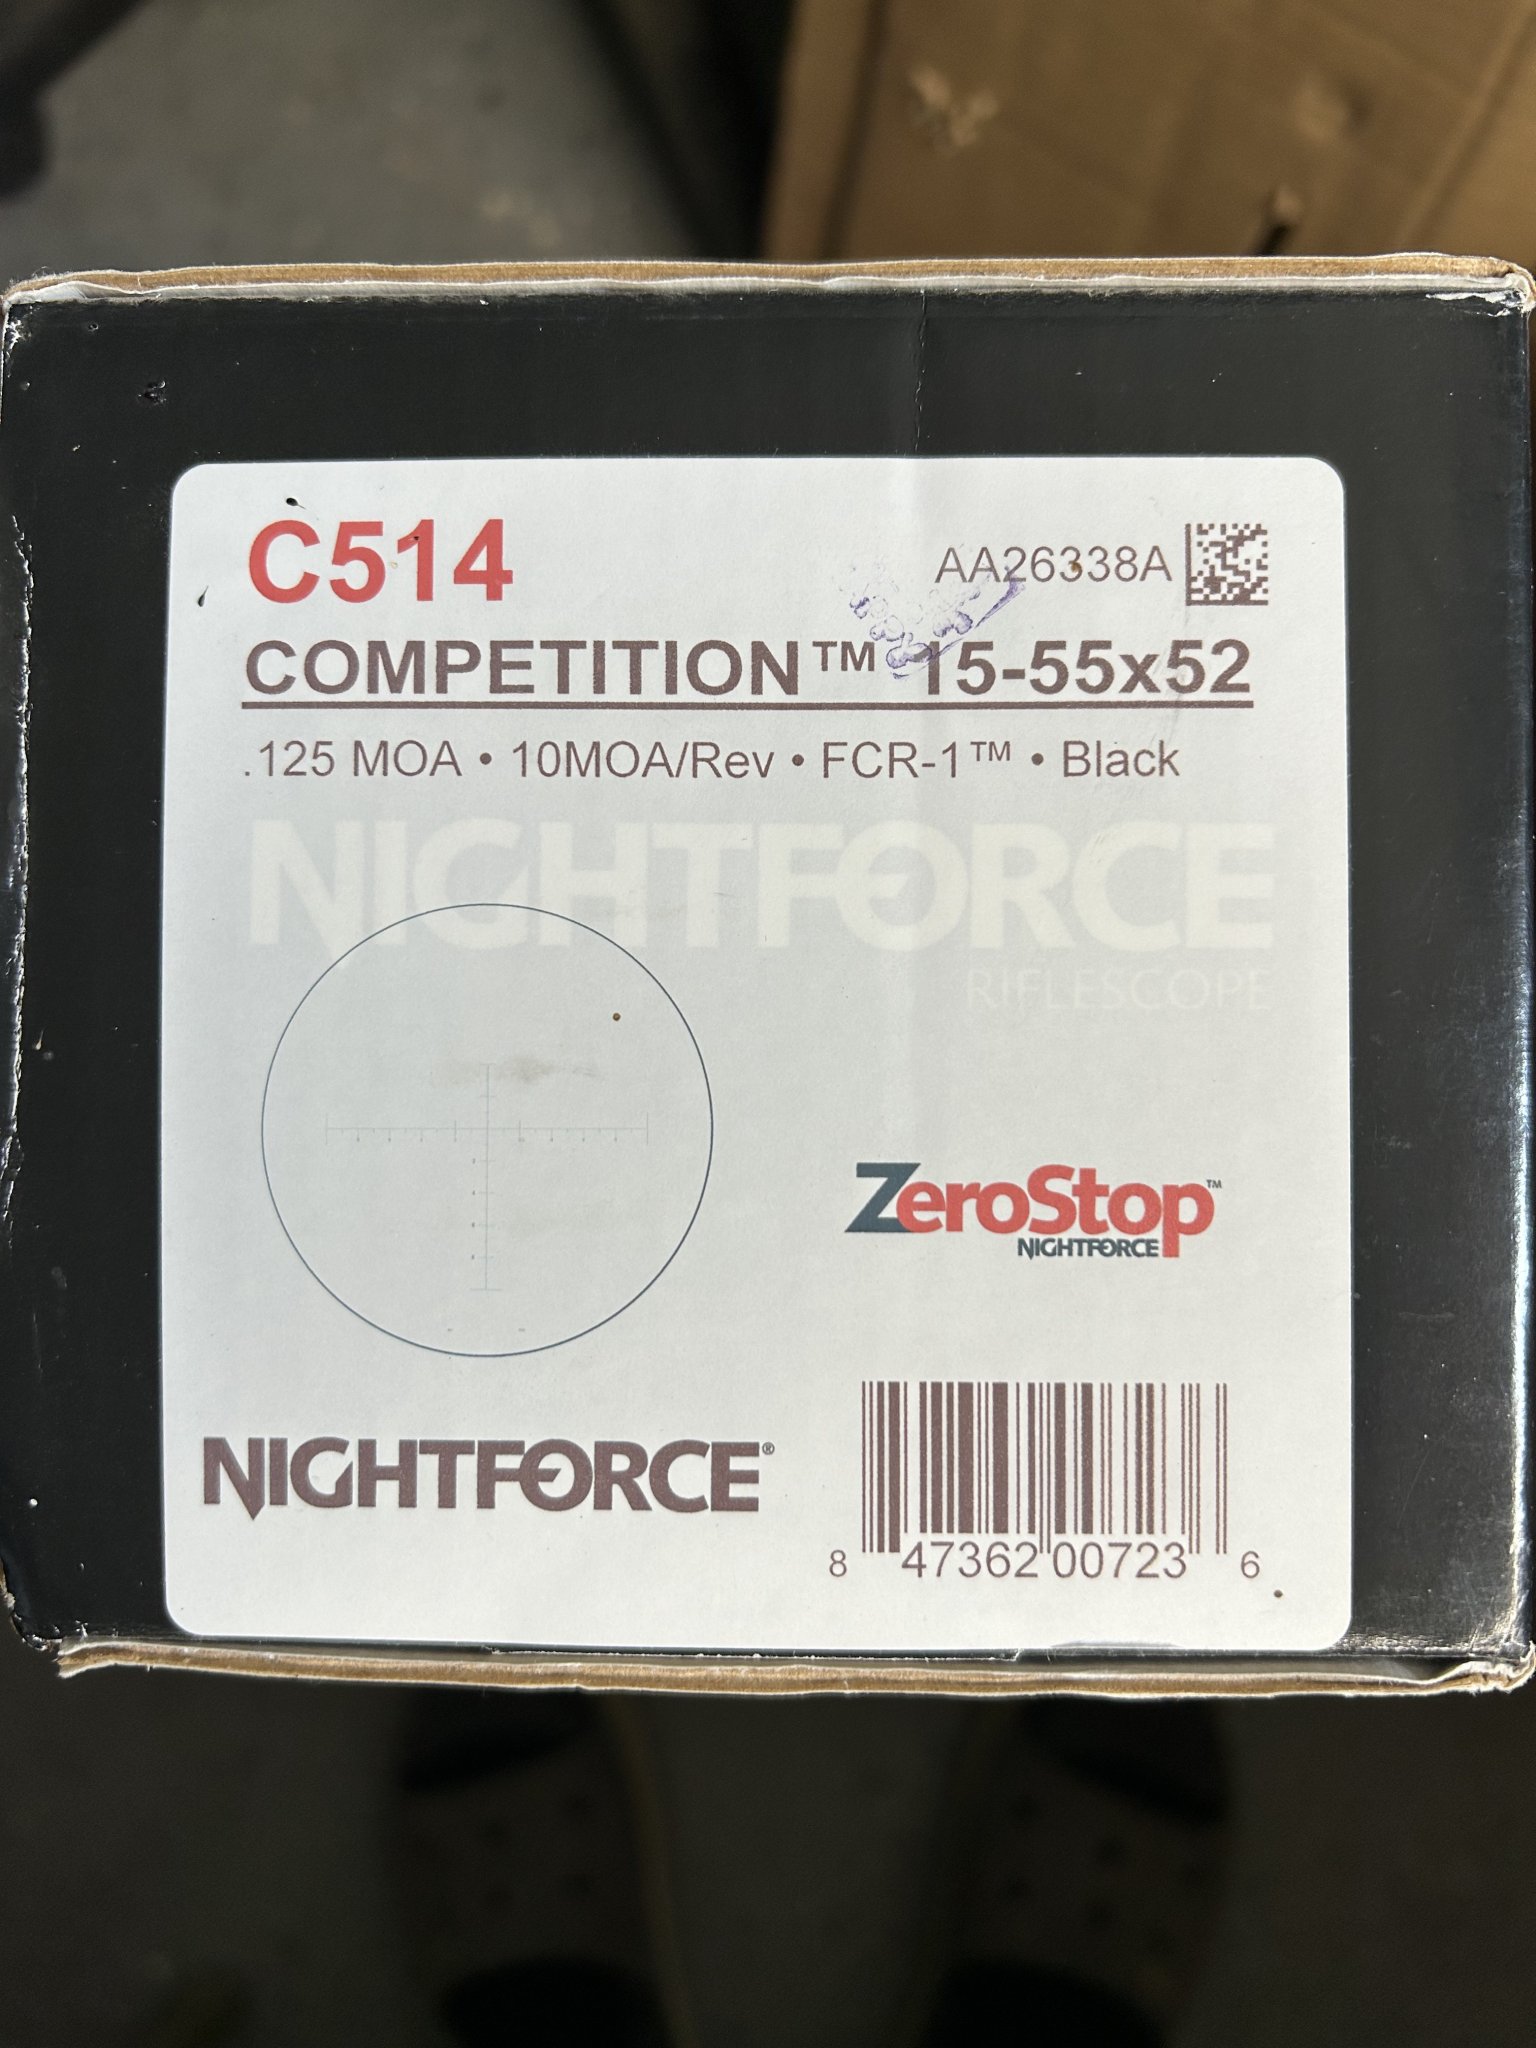 C514
AA26338A
COMPETITION™ 15-55x52
.125 MOA • 10MOA/Rev • FCR-1™ • Black
NIGHTFORCE
RIFLESCOPE
ZeroStop™
NIGHTFORCE
NIGHTFORCE®
8 47362 00723 6